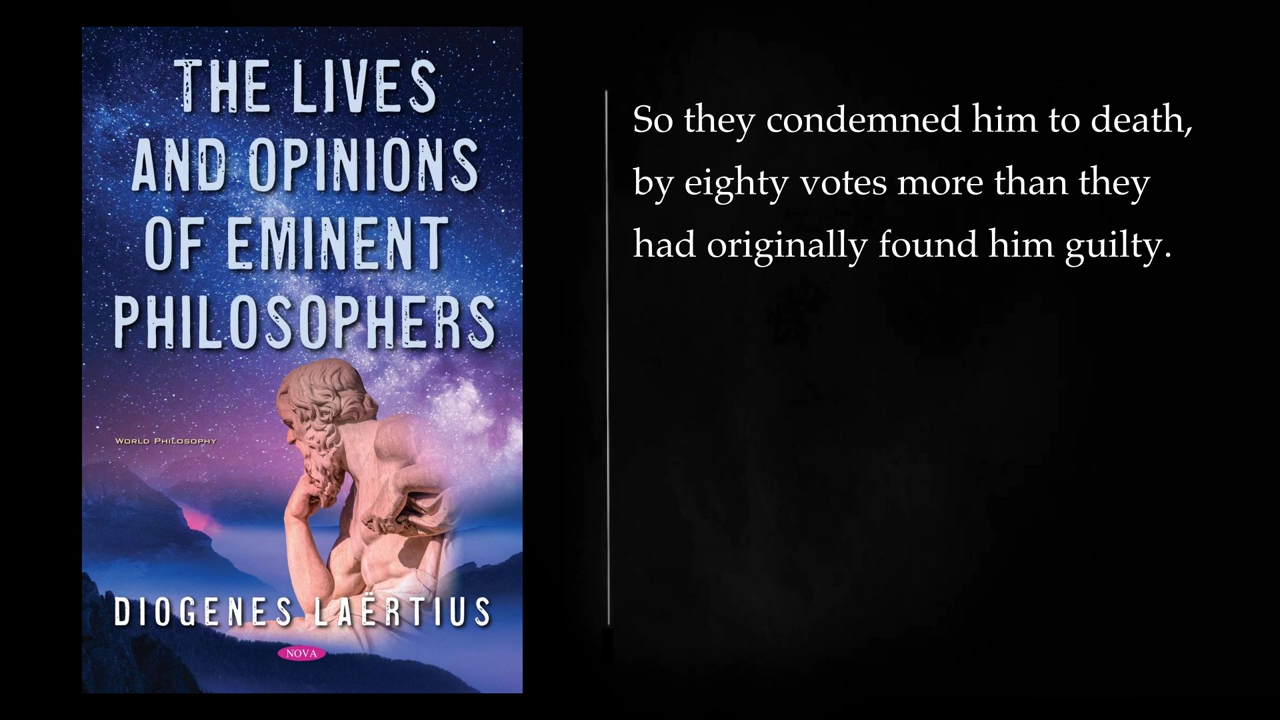 THE LIVES
AND OPINIONS
OF EMINENT
PHILOSOPHERS
WORLD PHILOSOPHY
DIOGENES LAËRTIUS
NOVA
So they condemned him to death,
by eighty votes more than they
had originally found him guilty.